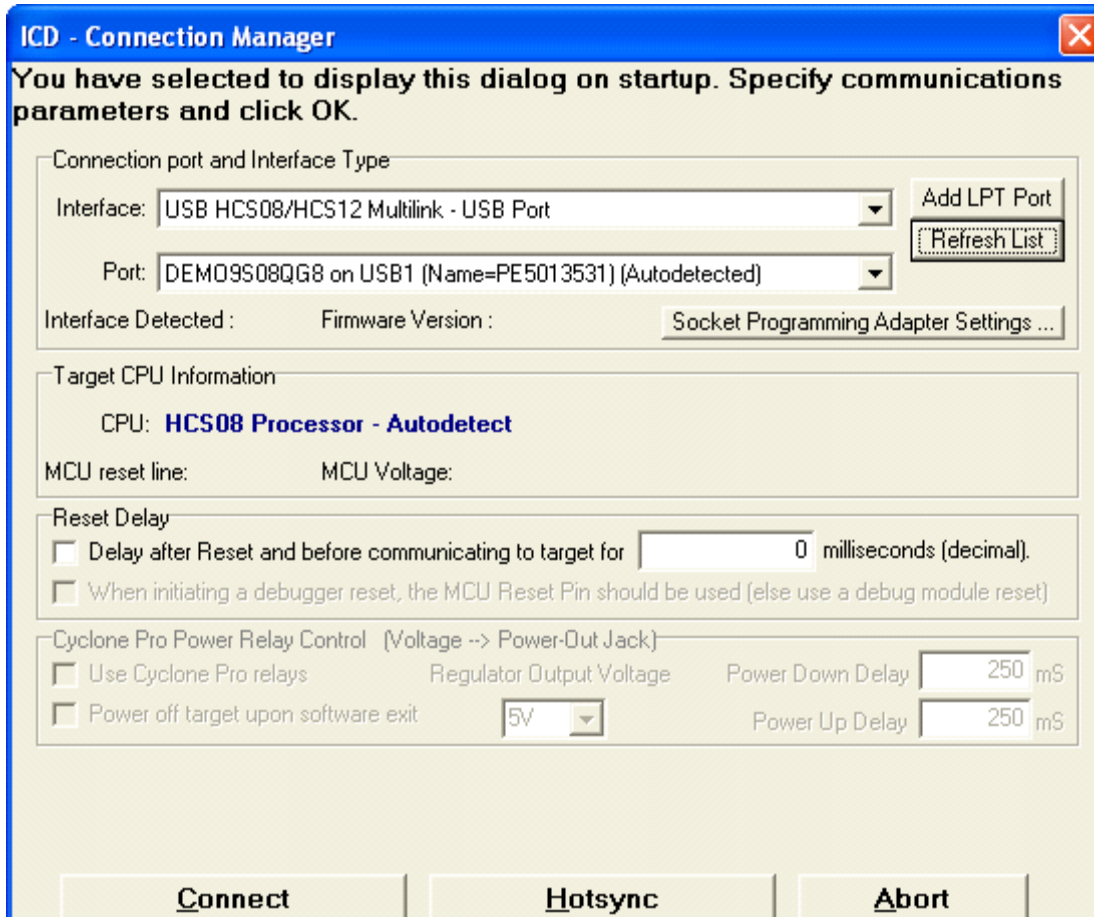 ICD - Connection Manager
You have selected to display this dialog on startup. Specify communications
parameters and click OK.
Connection port and Interface Type
Interface: USB HCS08/HCS12 Multilink - USB Port
Add LPT Port
Refresh List
Port: DEMO9S08QG8 on USB1 (Name=PE5013531) (Autodetected)
Interface Detected : Firmware Version : Socket Programming Adapter Settings ...
Target CPU Information
CPU: HCS08 Processor - Autodetect
MCU reset line: MCU Voltage:
Reset Delay
Delay after Reset and before communicating to target for 0 milliseconds (decimal).
When initiating a debugger reset, the MCU Reset Pin should be used (else use a debug module reset)
Cyclone Pro Power Relay Control (Voltage --> Power-Out Jack)
Use Cyclone Pro relays Regulator Output Voltage Power Down Delay 250 mS
Power off target upon software exit 5V Power Up Delay 250 mS
Connect Hotsync Abort